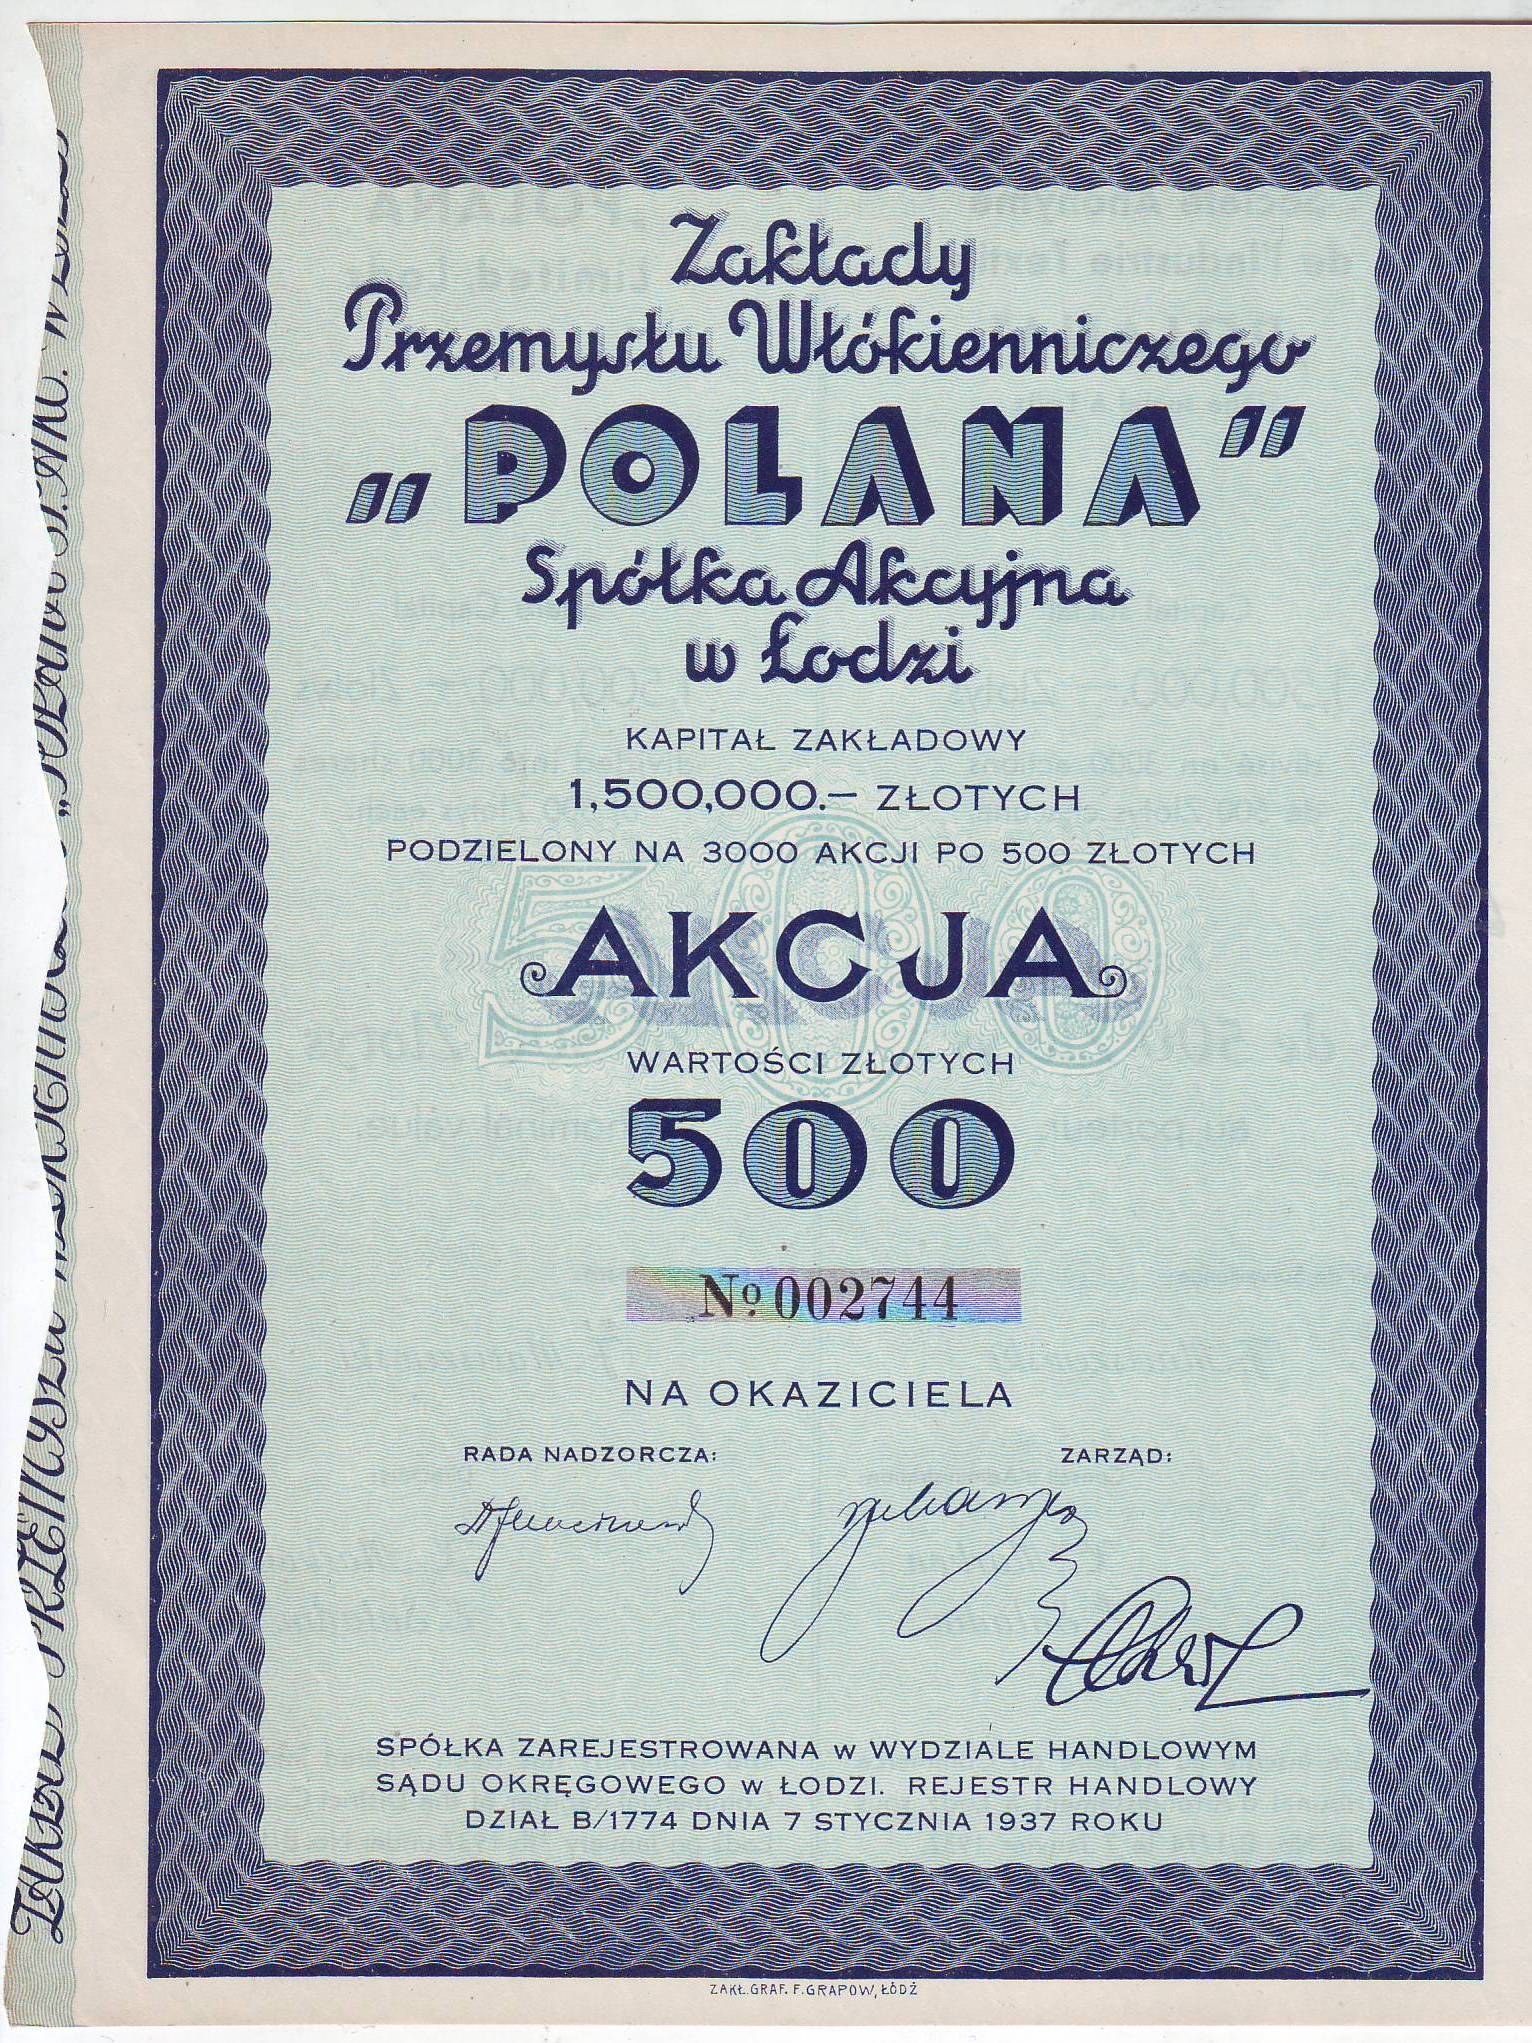 Zakłady
Przemysłu Włókienniczego
„POLANA”
Spółka Akcyjna
w Łodzi
KAPITAŁ ZAKŁADOWY
1,500,000.— ZŁOTYCH
PODZIELONY NA 3000 AKCJI PO 500 ZŁOTYCH
500
AKCJA
WARTOŚCI ZŁOTYCH
500
№ 002744
NA OKAZICIELA
RADA NADZORCZA: ZARZĄD:
SPÓŁKA ZAREJESTROWANA w WYDZIALE HANDLOWYM
SĄDU OKRĘGOWEGO w ŁODZI. REJESTR HANDLOWY
DZIAŁ B/1774 DNIA 7 STYCZNIA 1937 ROKU
ZAKŁ. GRAF. F. GRAPOW, ŁÓDŹ